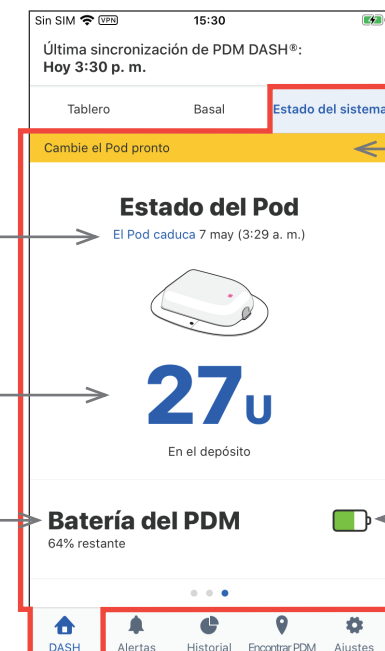 Sin SIM VPN 15:30
Última sincronización de PDM DASH®:
Hoy 3:30 p. m.
Tablero Basal Estado del sistema
Cambie el Pod pronto
Estado del Pod
El Pod caduca 7 may (3:29 a. m.)
27U
En el depósito
Batería del PDM
64% restante
DASH Alertas Historial Encontrar PDM Ajustes